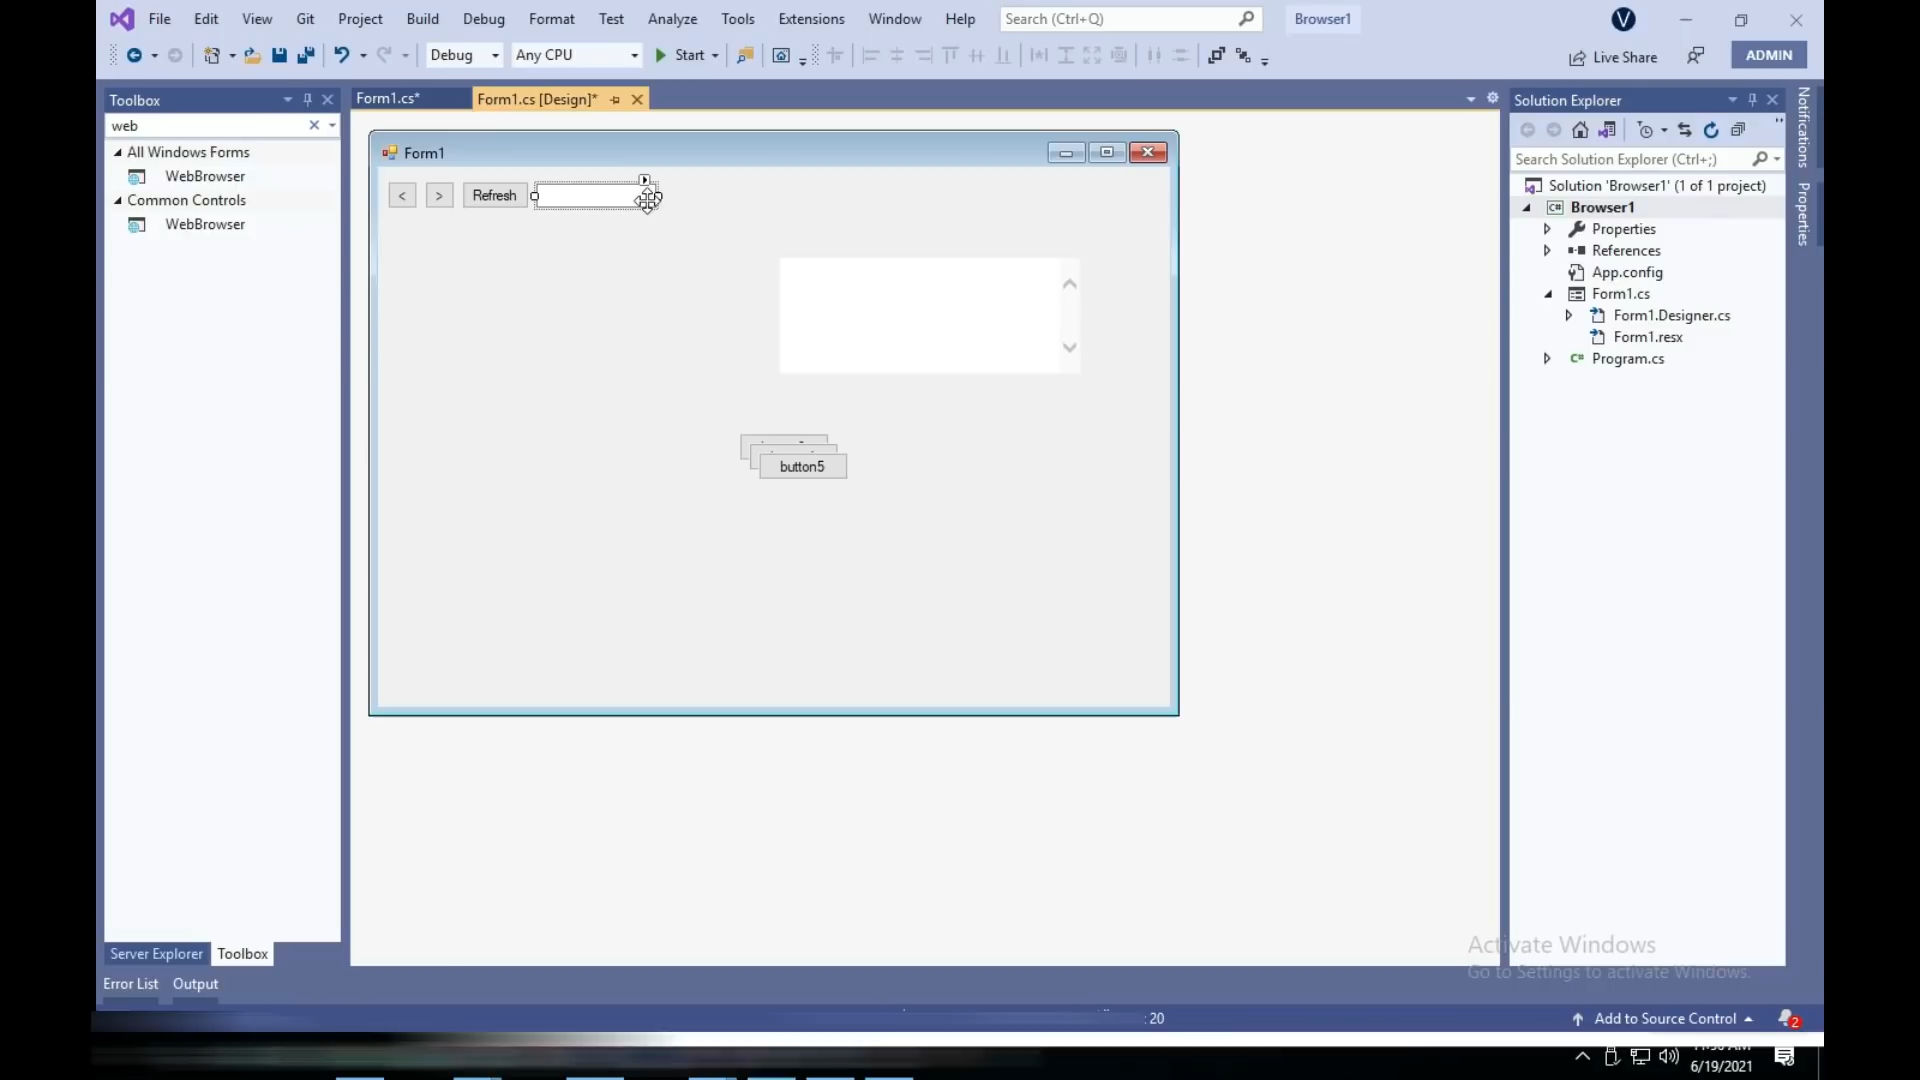 File Edit View Git Project Build Debug Format Test Analyze Tools Extensions Window Help Search (Ctrl+Q) Browser1 V
Debug Any CPU Start Live Share ADMIN
Toolbox
web
All Windows Forms
WebBrowser
Common Controls
WebBrowser
Server Explorer Toolbox
Error List Output
Form1.cs* Form1.cs [Design]*
Form1
< > Refresh
button5
Solution Explorer
Search Solution Explorer (Ctrl+;)
Solution 'Browser1' (1 of 1 project)
C# Browser1
Properties
References
App.config
Form1.cs
Form1.Designer.cs
Form1.resx
C# Program.cs
Notifications
Properties
Activate Windows
Go to Settings to activate Windows.
: 20
Add to Source Control 2
6/19/2021